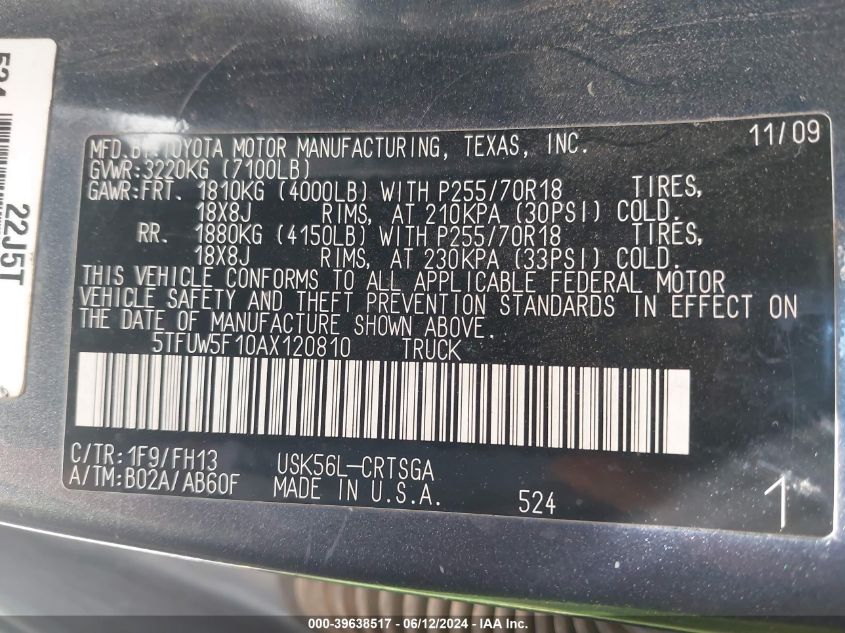 MFD.BY:TOYOTA MOTOR MANUFACTURING, TEXAS, INC. 11/09
GVWR:3220KG (7100LB)
GAWR:FRT. 1810KG (4000LB) WITH P255/70R18 TIRES,
18X8J RIMS, AT 210KPA (30PSI) COLD.
RR. 1880KG (4150LB) WITH P255/70R18 TIRES,
18X8J RIMS, AT 230KPA (33PSI) COLD.
THIS VEHICLE CONFORMS TO ALL APPLICABLE FEDERAL MOTOR
VEHICLE SAFETY AND THEFT PREVENTION STANDARDS IN EFFECT ON
THE DATE OF MANUFACTURE SHOWN ABOVE.
5TFUW5F10AX120810 TRUCK
C/TR:1F9/FH13 USK56L-CRTSGA
A/TM:B02A/AB60F MADE IN U.S.A. 524 1
22J5T
000-39638517 - 06/12/2024 - IAA Inc.